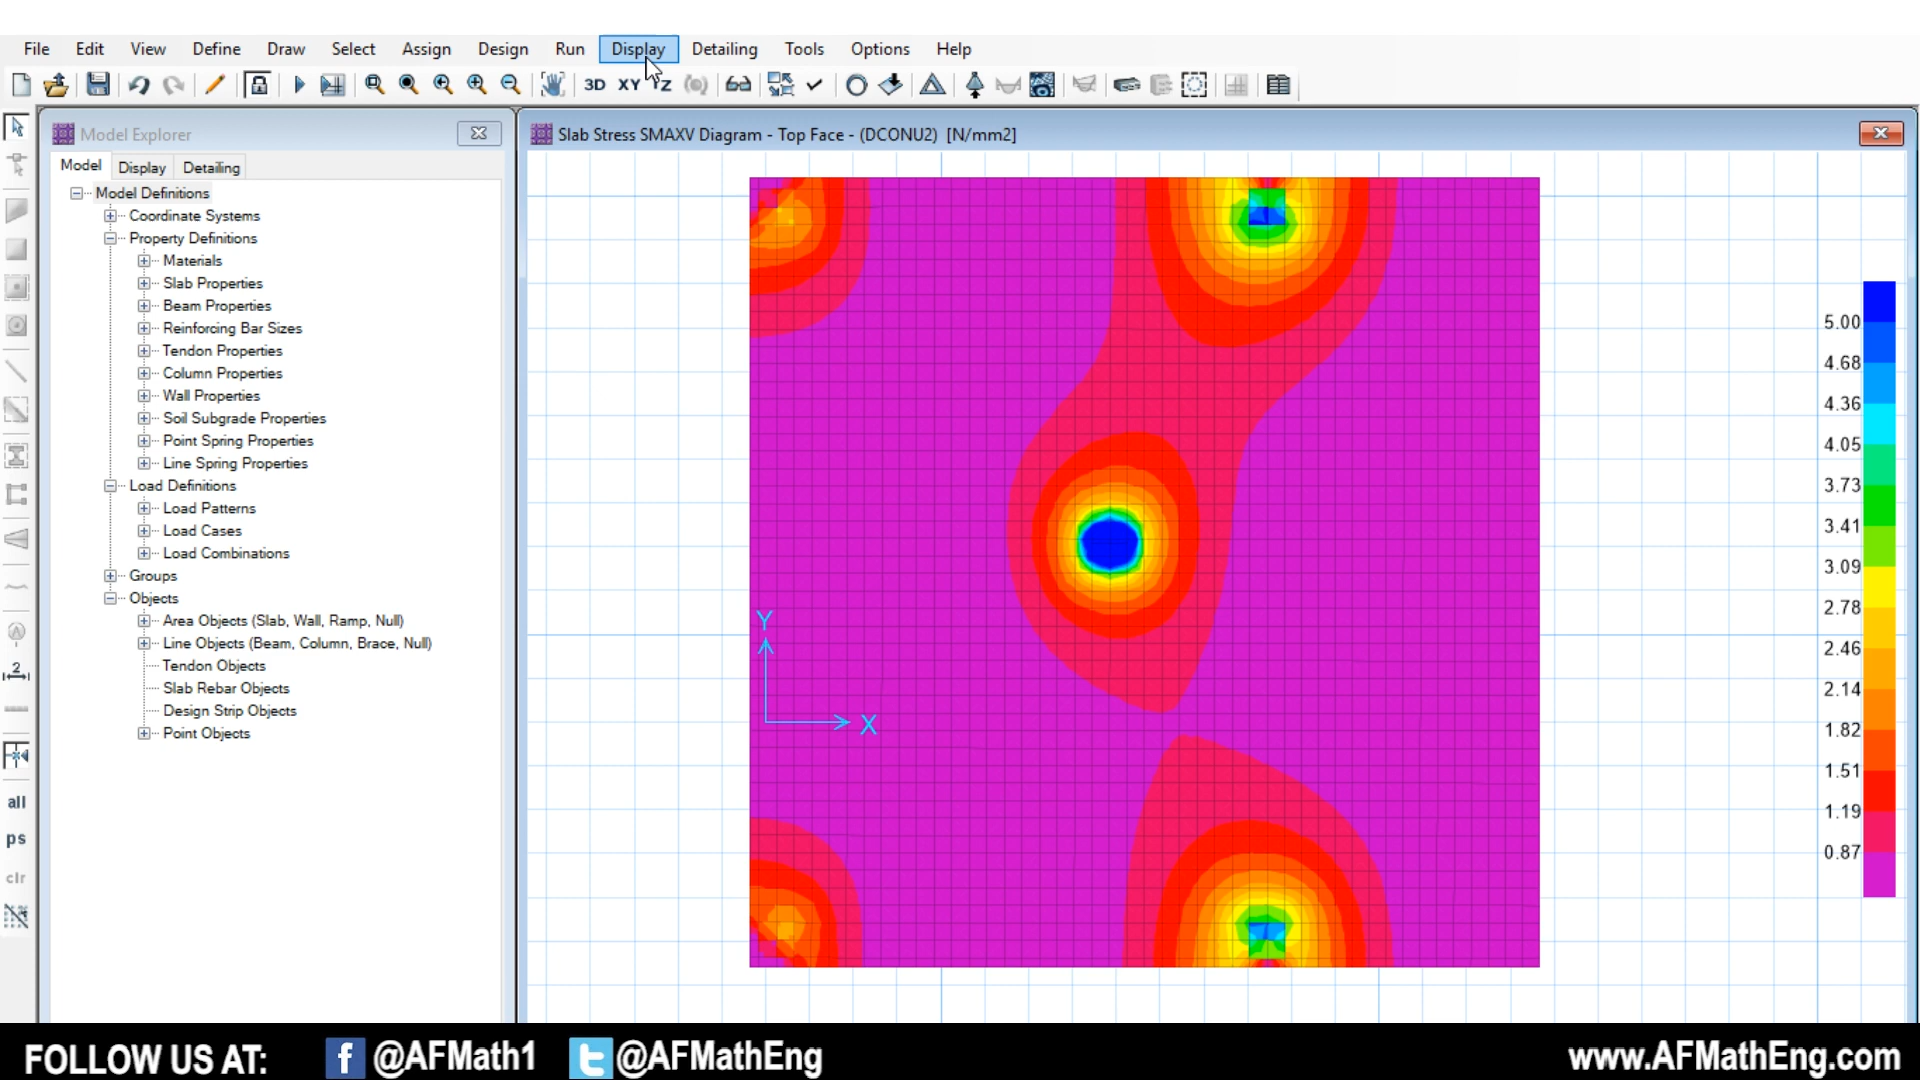 File Edit View Define Draw Select Assign Design Run Display Detailing Tools Options Help
3D XY YZ
Model Explorer
Model Display Detailing
Model Definitions
Coordinate Systems
Property Definitions
Materials
Slab Properties
Beam Properties
Reinforcing Bar Sizes
Tendon Properties
Column Properties
Wall Properties
Soil Subgrade Properties
Point Spring Properties
Line Spring Properties
Load Definitions
Load Patterns
Load Cases
Load Combinations
Groups
Objects
Area Objects (Slab, Wall, Ramp, Null)
Line Objects (Beam, Column, Brace, Null)
Tendon Objects
Slab Rebar Objects
Design Strip Objects
Point Objects
2
all
ps
clr
Slab Stress SMAXV Diagram - Top Face - (DCONU2) [N/mm2]
Y
X
5.00
4.68
4.36
4.05
3.73
3.41
3.09
2.78
2.46
2.14
1.82
1.51
1.19
0.87
FOLLOW US AT: f @AFMath1 t @AFMathEng www.AFMathEng.com